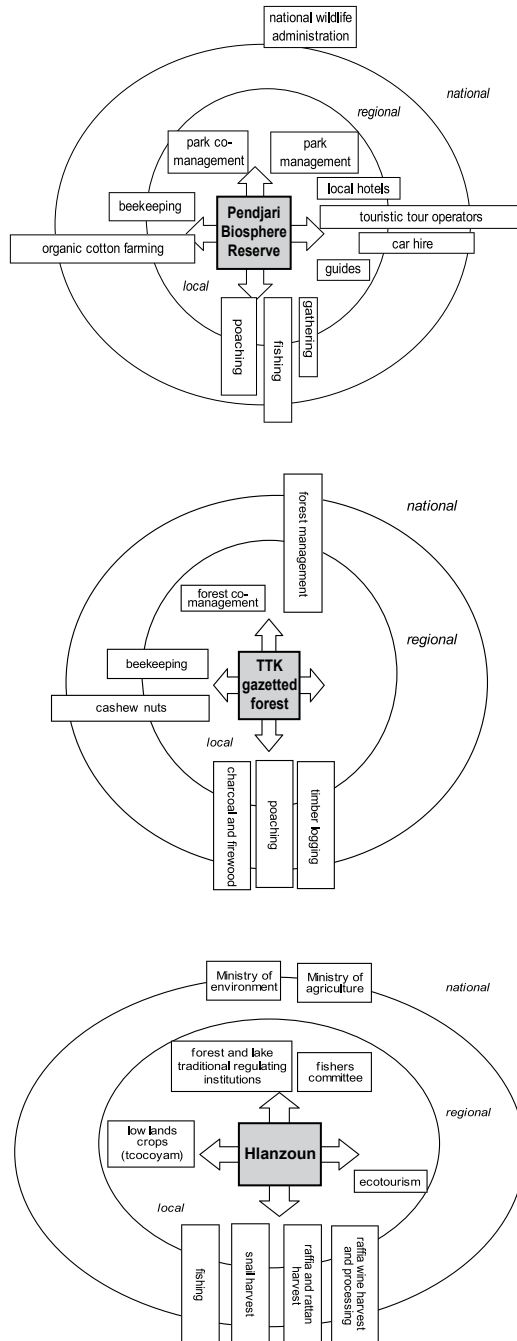 national wildlife
administration
national
regional
park co-
management
park
management
local hotels
beekeeping
Pendjari
Biosphere
Reserve
touristic tour operators
organic cotton farming
car hire
guides
local
poaching
fishing
gathering
national
forest management
forest co-
management
regional
beekeeping
TTK
gazetted
forest
cashew nuts
local
charcoal and firewood
poaching
timber logging
Ministry of
environment
Ministry of
agriculture
national
forest and lake
traditional regulating
institutions
fishers
committee
regional
low lands
crops
(tcocoyam)
Hlanzoun
ecotourism
local
fishing
snail harvest
raffia and rattan
harvest
raffia wine harvest
and processing